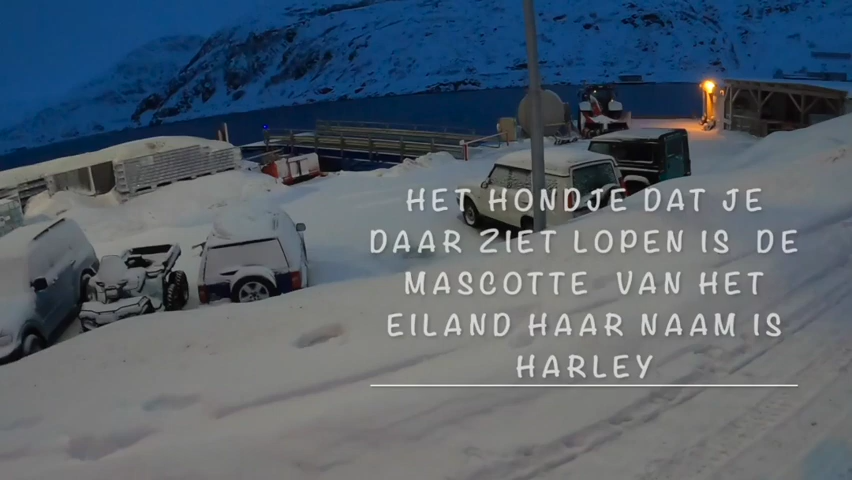 HET HONDJE DAT JE
DAAR ZIET LOPEN IS DE
MASCOTTE VAN HET
EILAND HAAR NAAM IS
HARLEY